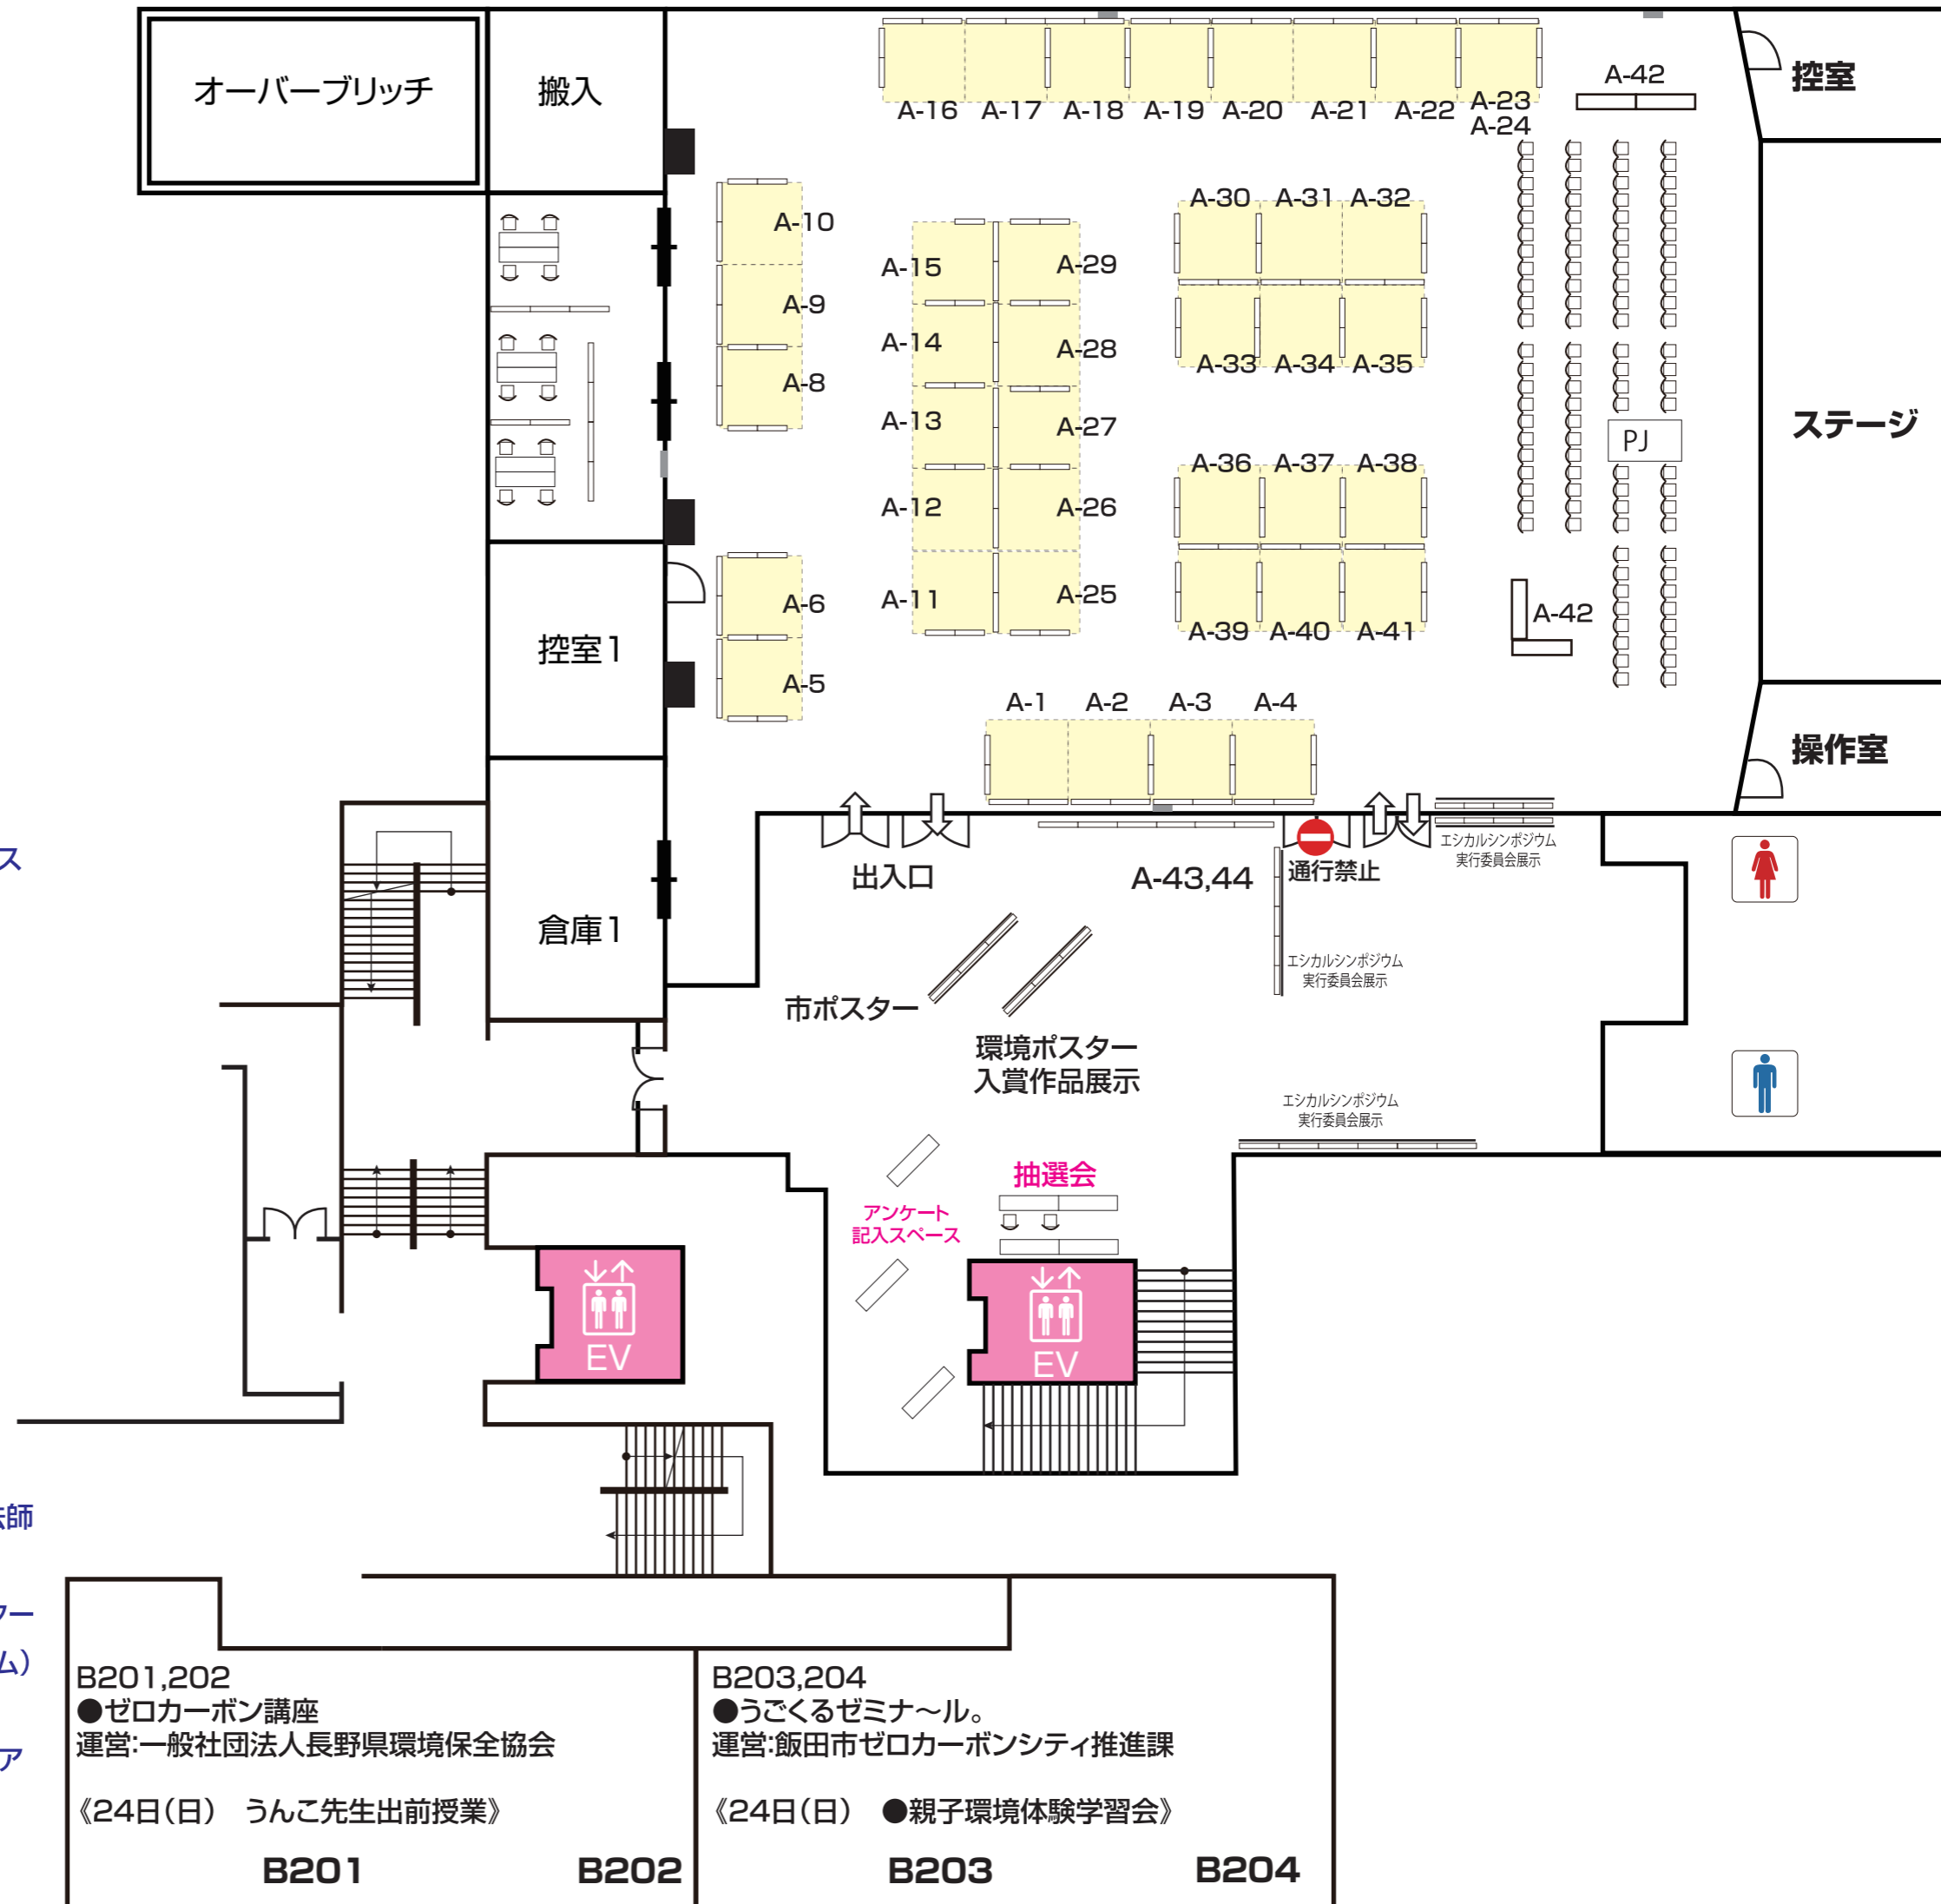 オーバーブリッヂ
搬入
A-16 A-17 A-18 A-19 A-20 A-21 A-22 A-23
A-24
A-42
控室
A-10
A-9
A-8
A-15
A-14
A-13
A-12
A-11
A-29
A-28
A-27
A-26
A-25
A-30 A-31 A-32
A-33 A-34 A-35
A-36 A-37 A-38
A-39 A-40 A-41
PJ
ステージ
A-42
A-6
A-5
控室1
A-1 A-2 A-3 A-4
操作室
倉庫1
出入口
A-43,44
通行禁止
エシカルシンポジウム
実行委員会展示
エシカルシンポジウム
実行委員会展示
市ポスター
環境ポスター
入賞作品展示
エシカルシンポジウム
実行委員会展示
抽選会
アンケート
記入スペース
EV
EV
ス
法師
ター
ム）
ア
B201,202
●ゼロカーボン講座
運営:一般社団法人長野県環境保全協会
《24日(日)　うんこ先生出前授業》
B201 B202
B203,204
●うごくるゼミナ～ル。
運営:飯田市ゼロカーボンシティ推進課
《24日(日)　●親子環境体験学習会》
B203 B204